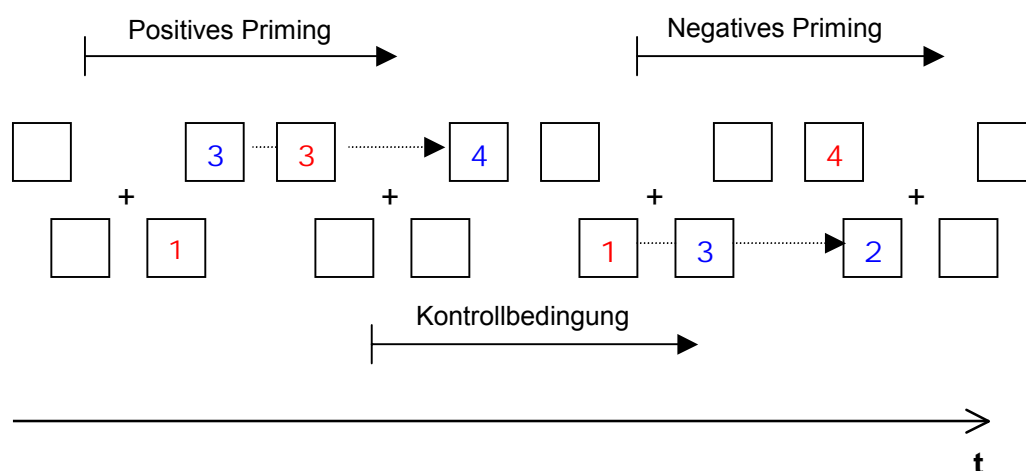 Positives Priming Negatives Priming
3 3 4 4
+ + + +
1 1 3 2
Kontrollbedingung
t